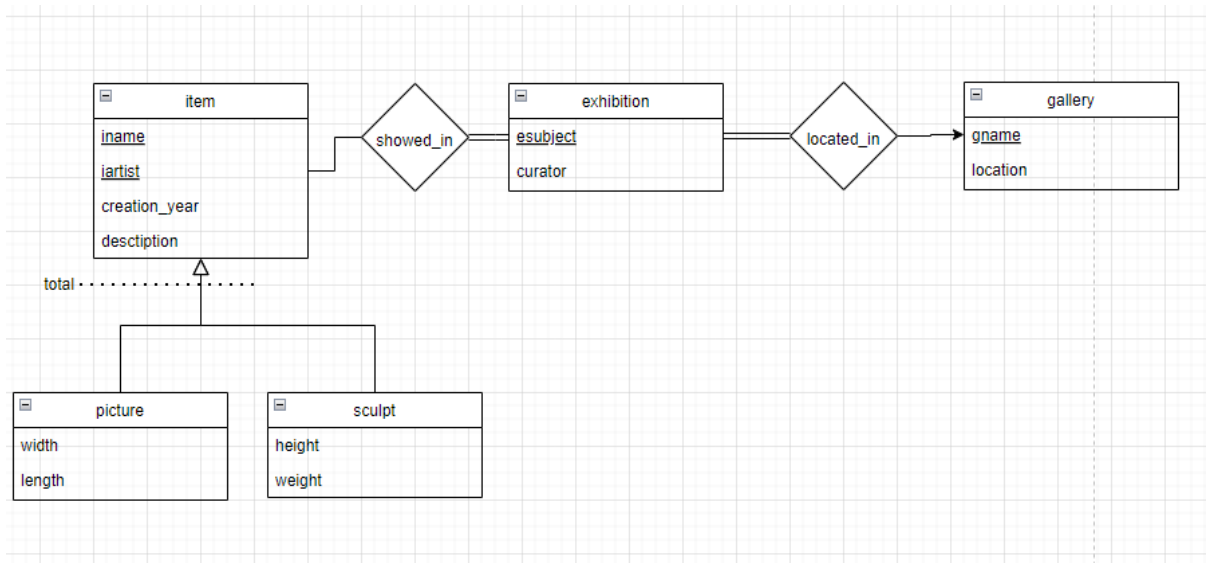 item
iname
iartist
creation_year
desctiption
showed_in
exhibition
esubject
curator
located_in
gallery
gname
location
total
picture
width
length
sculpt
height
weight